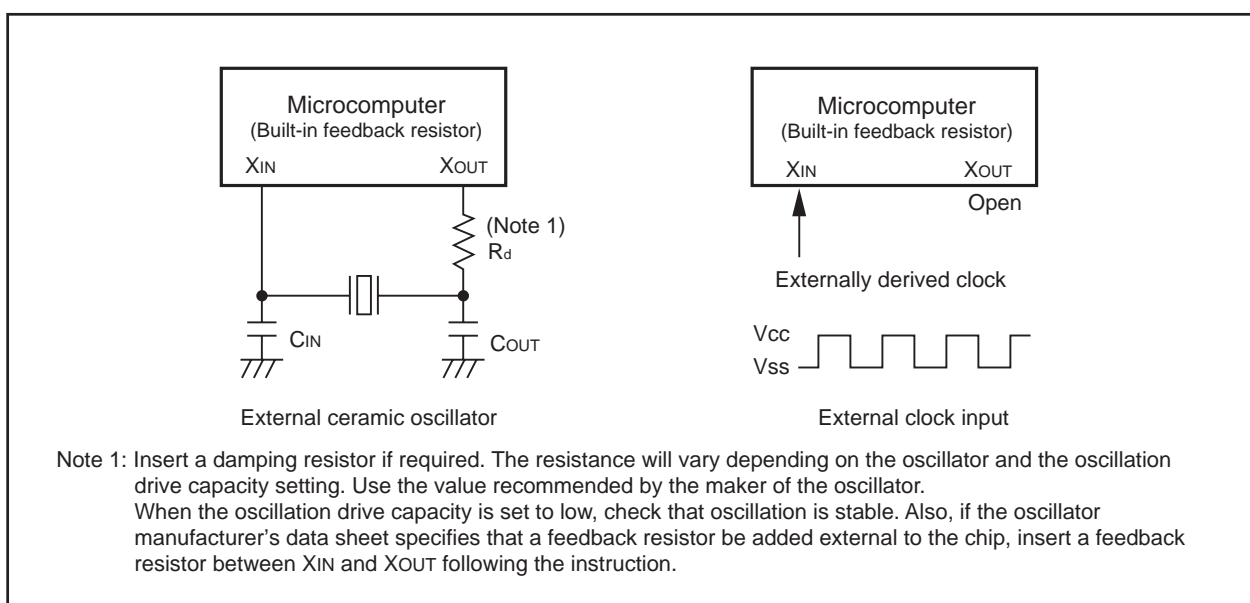 Microcomputer
(Built-in feedback resistor)
XIN XOUT
(Note 1)
Rd
CIN
COUT
External ceramic oscillator
Microcomputer
(Built-in feedback resistor)
XIN XOUT
Open
Externally derived clock
Vcc
Vss
External clock input
Note 1: Insert a damping resistor if required. The resistance will vary depending on the oscillator and the oscillation
drive capacity setting. Use the value recommended by the maker of the oscillator.
When the oscillation drive capacity is set to low, check that oscillation is stable. Also, if the oscillator
manufacturer's data sheet specifies that a feedback resistor be added external to the chip, insert a feedback
resistor between XIN and XOUT following the instruction.